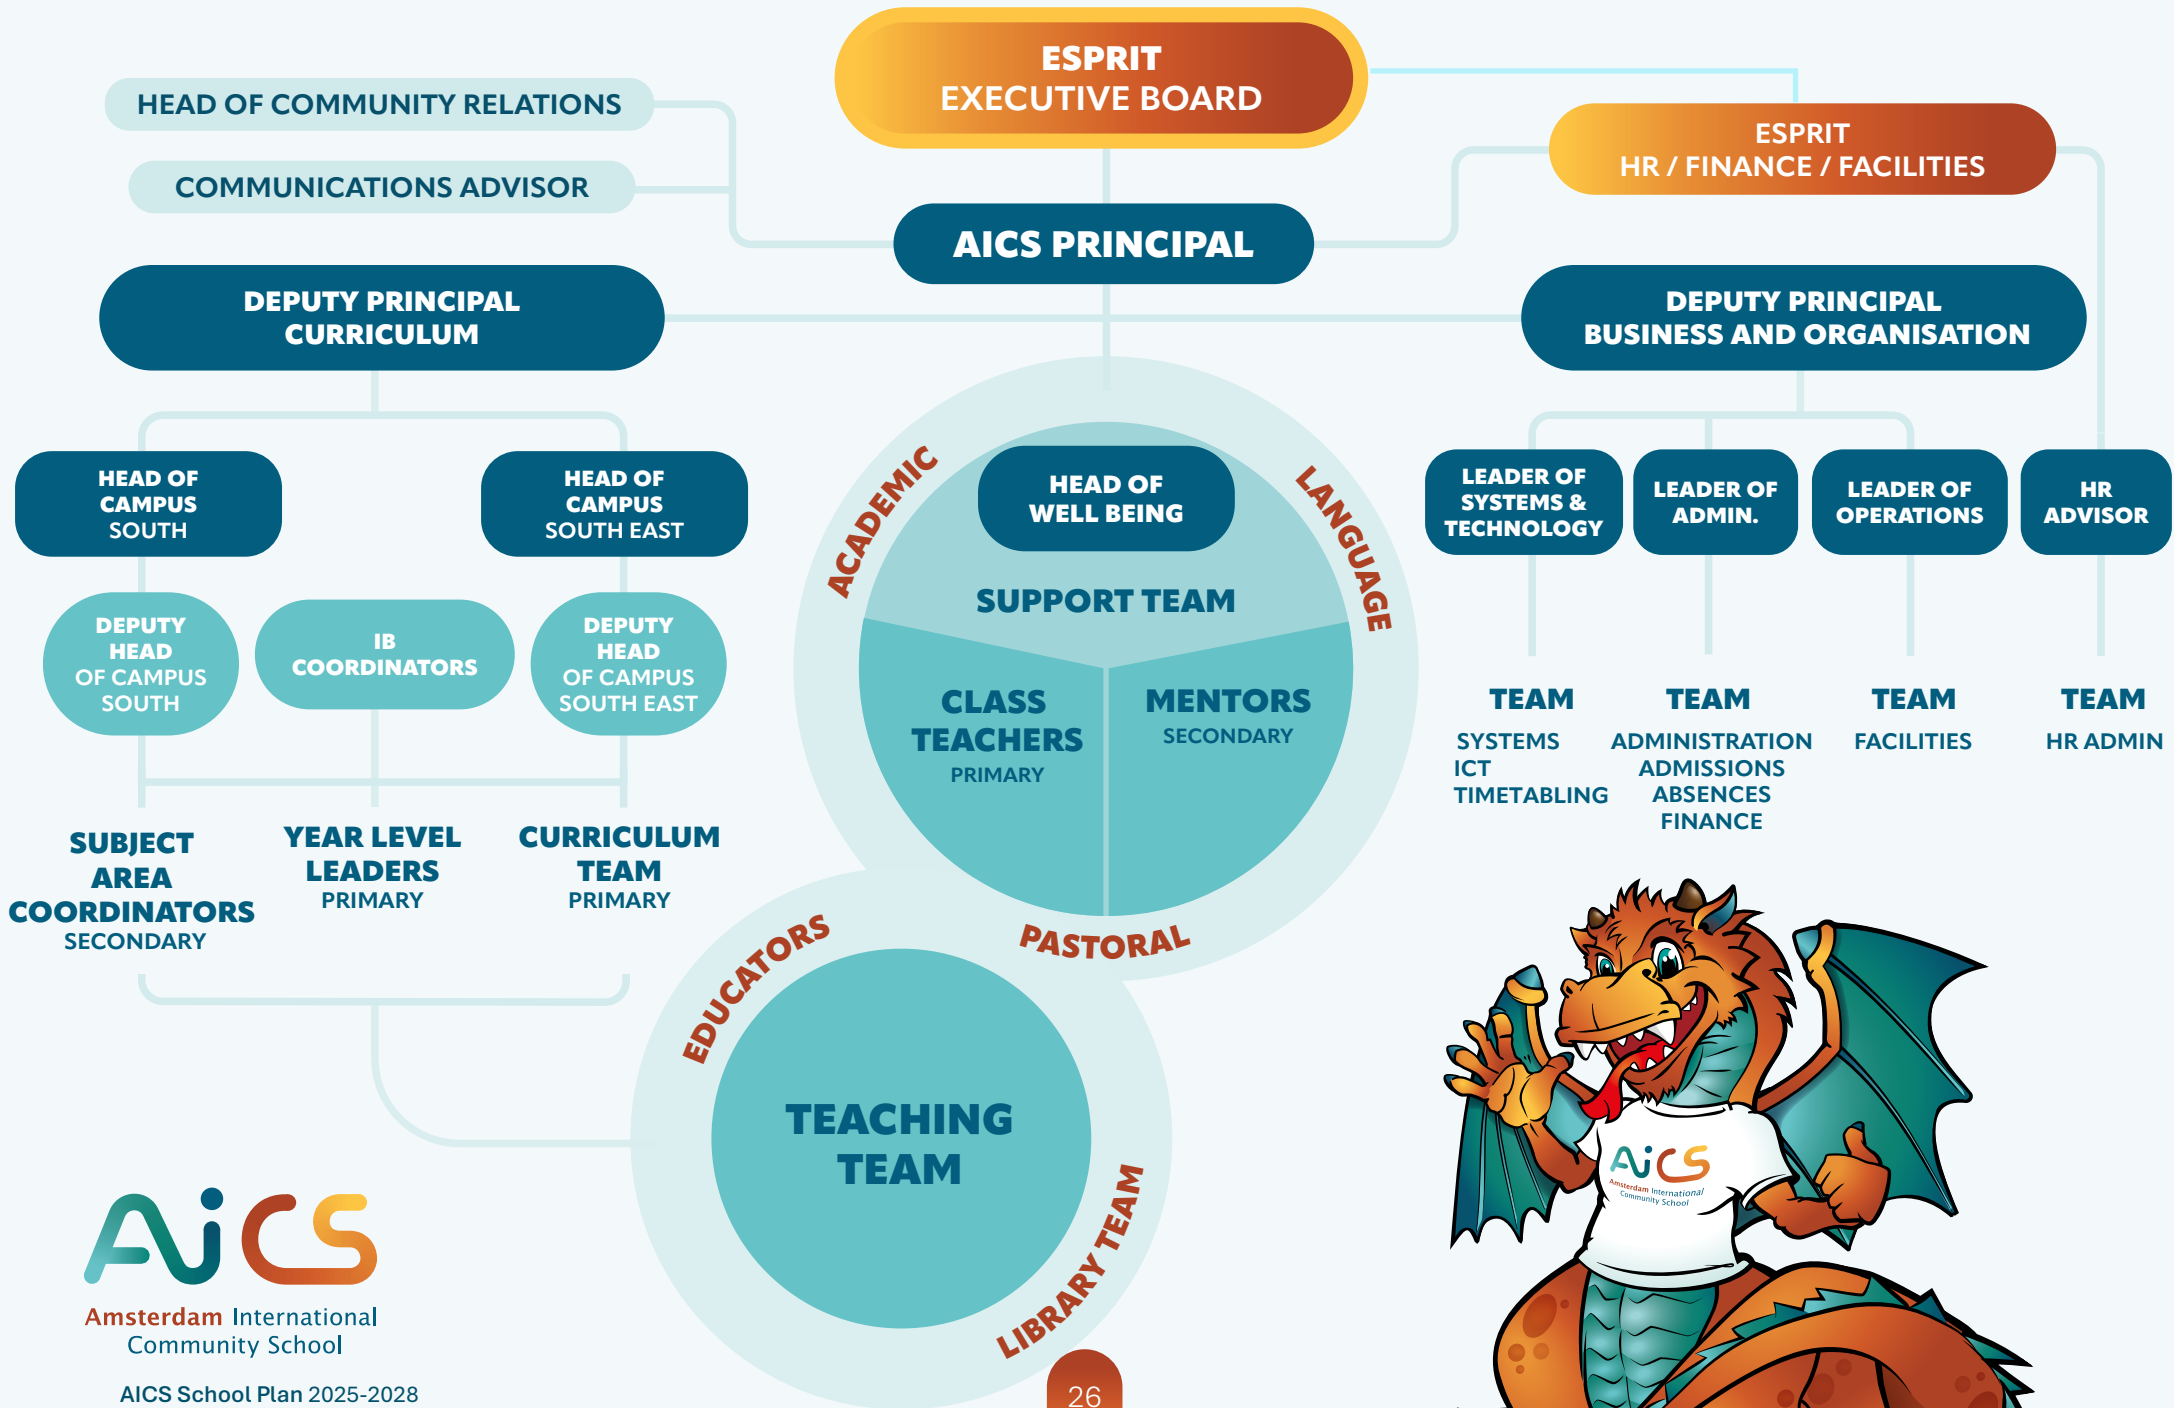 ESPRIT
EXECUTIVE BOARD
HEAD OF COMMUNITY RELATIONS
COMMUNICATIONS ADVISOR
ESPRIT
HR / FINANCE / FACILITIES
AICS PRINCIPAL
DEPUTY PRINCIPAL
CURRICULUM
DEPUTY PRINCIPAL
BUSINESS AND ORGANISATION
HEAD OF
CAMPUS
SOUTH
HEAD OF
CAMPUS
SOUTH EAST
DEPUTY
HEAD
OF CAMPUS
SOUTH
IB
COORDINATORS
DEPUTY
HEAD
OF CAMPUS
SOUTH EAST
SUBJECT
AREA
COORDINATORS
SECONDARY
YEAR LEVEL
LEADERS
PRIMARY
CURRICULUM
TEAM
PRIMARY
ACADEMIC
LANGUAGE
HEAD OF
WELL BEING
SUPPORT TEAM
CLASS
TEACHERS
PRIMARY
MENTORS
SECONDARY
PASTORAL
LEADER OF
SYSTEMS &
TECHNOLOGY
LEADER OF
ADMIN.
LEADER OF
OPERATIONS
HR
ADVISOR
TEAM
SYSTEMS
ICT
TIMETABLING
TEAM
ADMINISTRATION
ADMISSIONS
ABSENCES
FINANCE
TEAM
FACILITIES
TEAM
HR ADMIN
EDUCATORS
TEACHING
TEAM
LIBRARY TEAM
AiCS
Amsterdam International
Community School
AiCS
Amsterdam International
Community School
AICS School Plan 2025-2028
26